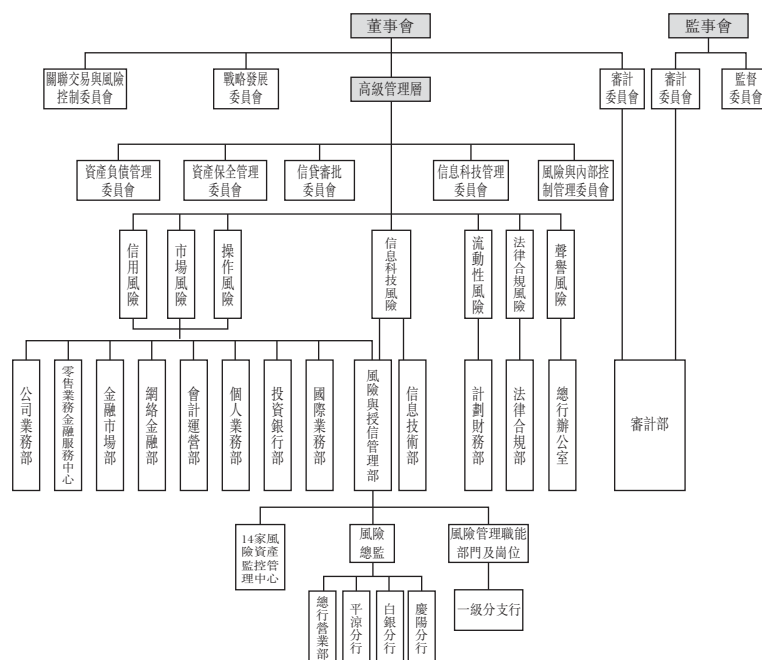 董事會
監事會
關聯交易與風險
控制委員會
戰略發展
委員會
高級管理層
審計
委員會
審計
委員會
監督
委員會
資產負債管理
委員會
資產保全管理
委員會
信貸審批
委員會
信息科技管理
委員會
風險與內部控
制管理委員會
信用風險
市場風險
操作風險
信息科技風險
流動性風險
法律合規風險
聲譽風險
公司業務部
零售業務金融服務中心
金融市場部
網絡金融部
會計運營部
個人業務部
投資銀行部
國際業務部
風險與授信管理部
信息技術部
計劃財務部
法律合規部
總行辦公室
審計部
14家風
險資產
監控管
理中心
風險
總監
風險管理職能
部門及崗位
總行營業部
平涼分行
白銀分行
慶陽分行
一級分支行